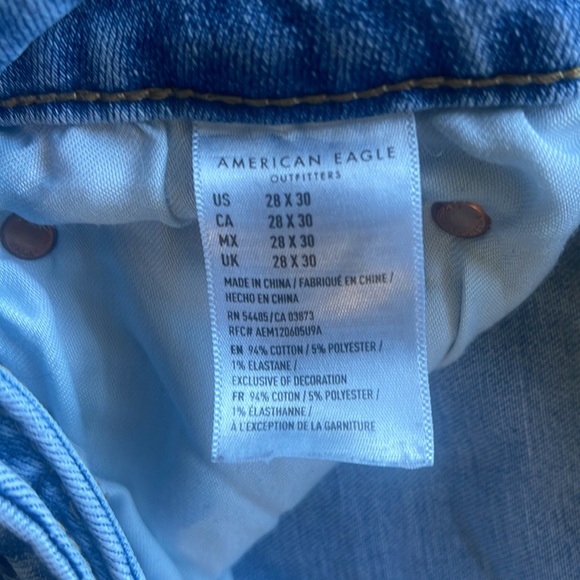 AMERICAN EAGLE
OUTFITTERS
US 28 X 30
CA 28 X 30
MX 28 X 30
UK 28 X 30
MADE IN CHINA / FABRIQUÉ EN CHINE /
HECHO EN CHINA
RN 54485/CA 03873
RFC# AEM120605U9A
EN 94% COTTON / 5% POLYESTER /
1% ELASTANE /
EXCLUSIVE OF DECORATION
FR 94% COTON / 5% POLYESTER /
1% ÉLASTHANNE /
À L'EXCEPTION DE LA GARNITURE